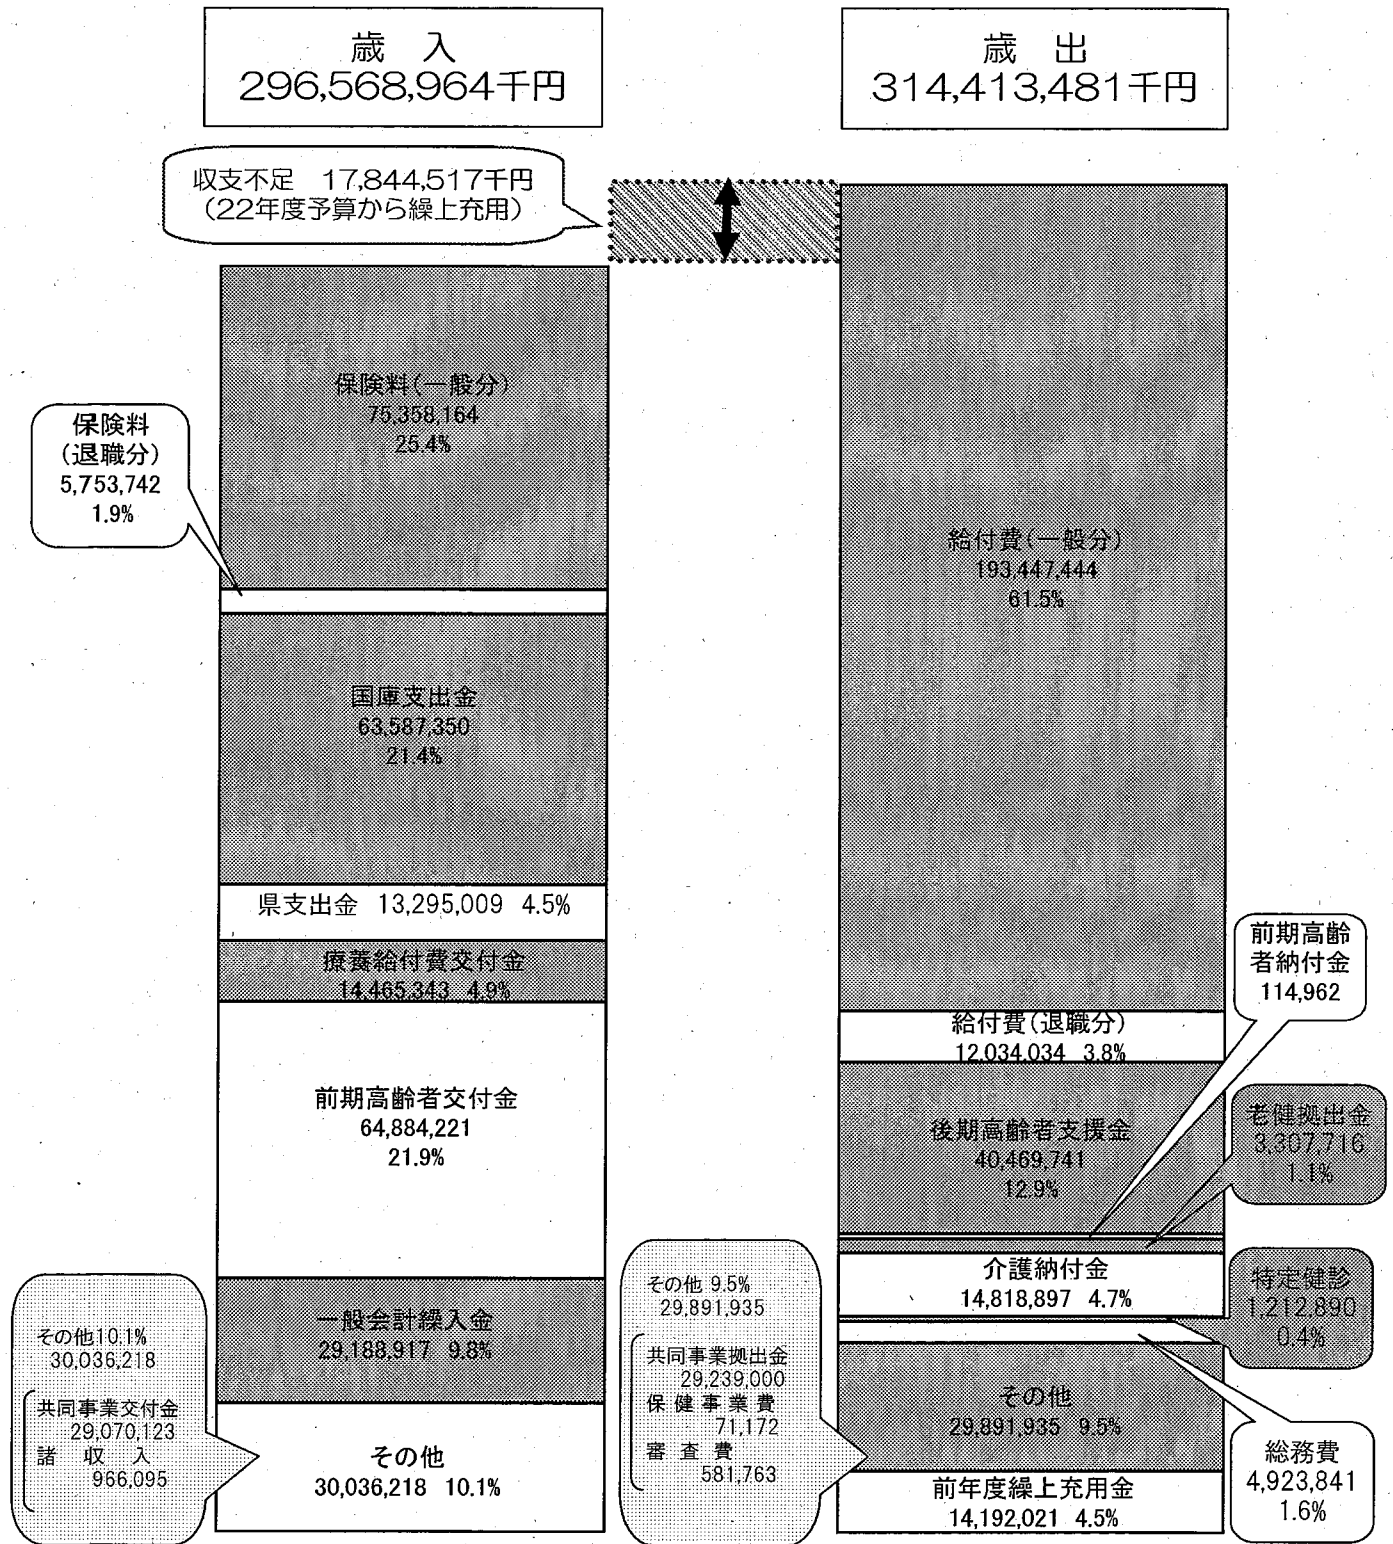 歳 入
296,568,964千円
歳 出
314,413,481千円
収支不足 17,844,517千円
(22年度予算から繰上充用)
保険料(一般分)
75,358,164
25.4%
保険料
(退職分)
5,753,742
1.9%
国庫支出金
63,587,350
21.4%
県支出金 13,295,009 4.5%
療養給付費交付金
14,465,343 4.9%
前期高齢者交付金
64,884,221
21.9%
一般会計繰入金
29,188,917 9.8%
その他
30,036,218 10.1%
その他10.1%
30,036,218
共同事業交付金
29,070,123
諸 収 入
966,095
給付費(一般分)
193,447,444
61.5%
給付費(退職分)
12,034,034 3.8%
後期高齢者支援金
40,469,741
12.9%
前期高齢
者納付金
114,962
老健拠出金
3,307,716
1.1%
介護納付金
14,818,897 4.7%
特定健診
1,212,890
0.4%
総務費
4,923,841
1.6%
その他
29,891,935 9.5%
その他 9.5%
29,891,935
共同事業拠出金
29,239,000
保健事業費
71,172
審査費
581,763
前年度繰上充用金
14,192,021 4.5%